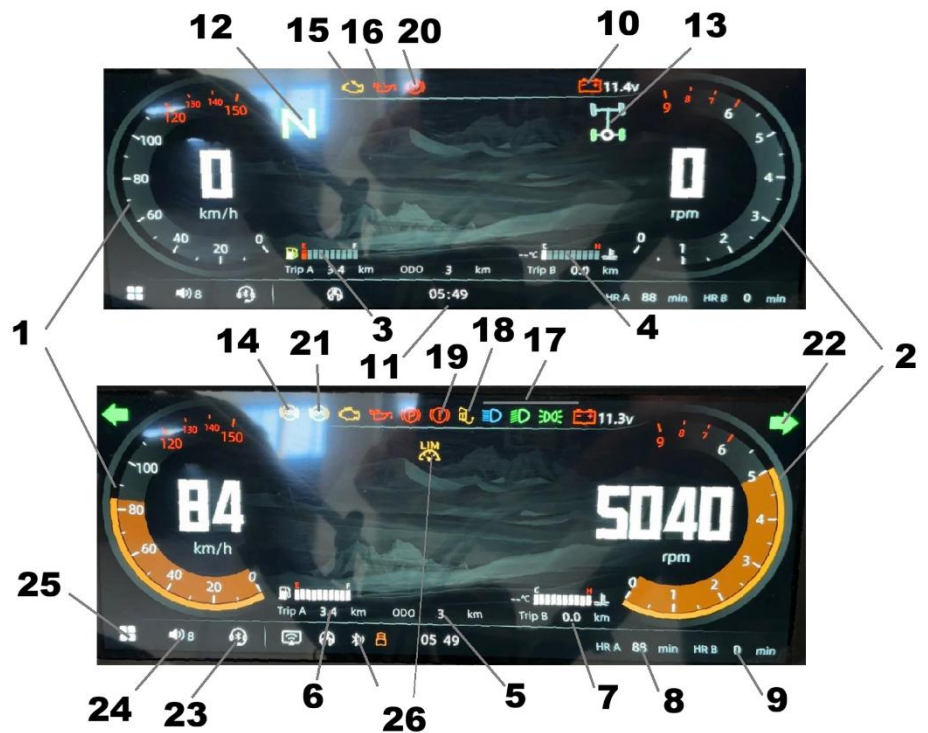 12 15 16 20 10 13
11.4v
120 130 140 150
9 8 7 6
N
100
5
80
0
0
4
km/h
rpm
60
3
40 20 0
0 1 2
E F
--°C C H
Trip A 3.4 km ODO 3 km
Trip B 0.0 km
8
05:49
HR A 88 min HR B 0 min
1 14 21 3 11 4 19 18 17 22 2
P
11.3v
120 130 140 150
9 8 7 6
LIM
100
5
80
84
5040
4
km/h
rpm
60
3
40 20 0
0 1 2
E F
--°C C H
Trip A 3.4 km ODO 3 km
Trip B 0.0 km
25
8
05 49
HR A 88 min HR B 0 min
24 23 6 26 5 7 8 9